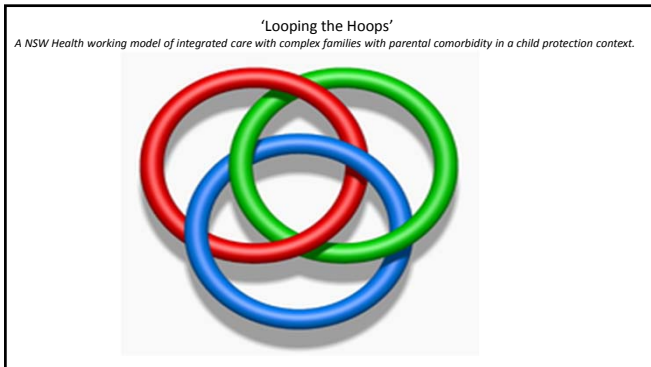 ‘Looping the Hoops’
A NSW Health working model of integrated care with complex families with parental comorbidity in a child protection context.